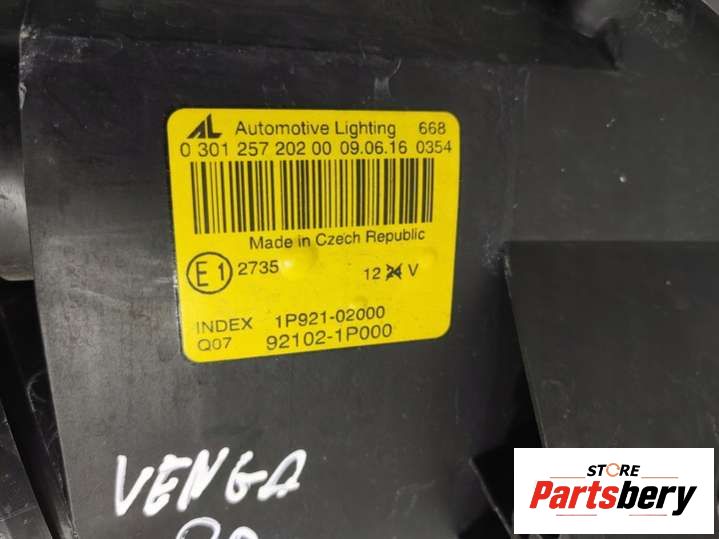 AL Automotive Lighting 668
0 301 257 202 00 09.06.16 0354
Made in Czech Republic
E1 2735 12 24 V
INDEX 1P921-02000
Q07 92102-1P000
VENGA
STORE
Partsbery